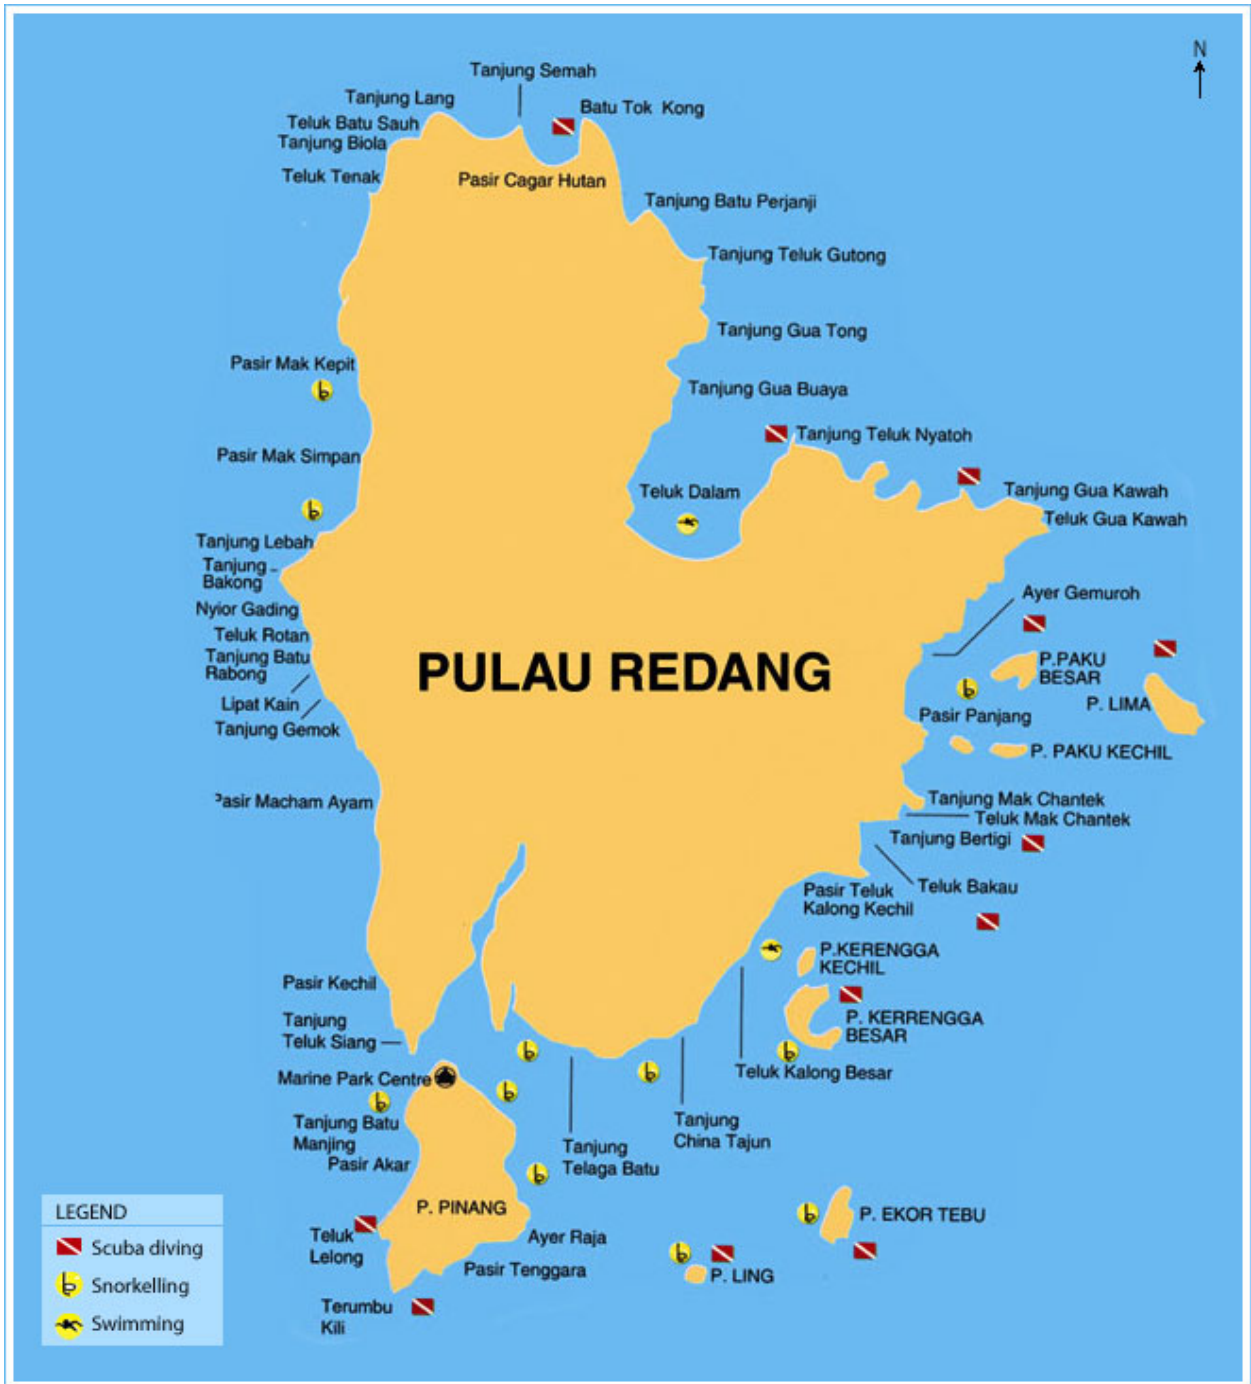 N
Tanjung Semah
Tanjung Lang
Batu Tok Kong
Teluk Batu Sauh
Tanjung Biola
Teluk Tenak
Pasir Cagar Hutan
Tanjung Batu Perjanji
Tanjung Teluk Gutong
Tanjung Gua Tong
Pasir Mak Kepit
Tanjung Gua Buaya
Tanjung Teluk Nyatoh
Pasir Mak Simpan
Teluk Dalam
Tanjung Gua Kawah
Teluk Gua Kawah
Tanjung Lebah
Tanjung
Bakong
Ayer Gemuroh
Nyior Gading
Teluk Rotan
Tanjung Batu
Rabong
P.PAKU
BESAR
PULAU REDANG
Lipat Kain
P. LIMA
Pasir Panjang
Tanjung Gemok
P. PAKU KECHIL
Pasir Macham Ayam
Tanjung Mak Chantek
Teluk Mak Chantek
Tanjung Bertigi
Teluk Bakau
Pasir Teluk
Kalong Kechil
P.KERENGGA
KECHIL
Pasir Kechil
P. KERRENGGA
BESAR
Tanjung
Teluk Siang
Teluk Kalong Besar
Marine Park Centre
Tanjung Batu
Manjing
Tanjung
China Tajun
Tanjung
Telaga Batu
Pasir Akar
P. PINANG
P. EKOR TEBU
Teluk
Lelong
Ayer Raja
Pasir Tenggara
P. LING
Terumbu
Kili
LEGEND
Scuba diving
Snorkelling
Swimming